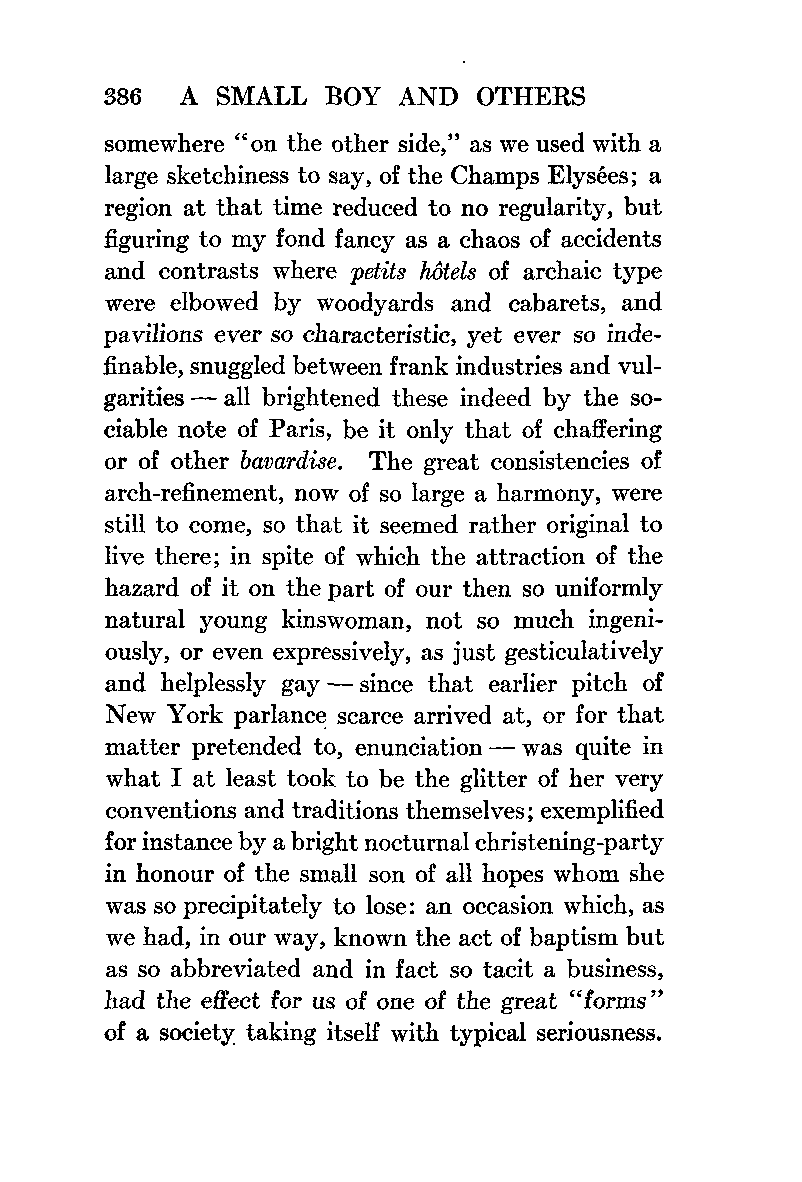 386 A SMALL BOY AND OTHERS
somewhere “on the other side,” as we used with a
large sketchiness to say, of the Champs Elysées; a
region at that time reduced to no regularity, but
figuring to my fond fancy as a chaos of accidents
and contrasts where petits hôtels of archaic type
were elbowed by woodyards and cabarets, and
pavilions ever so characteristic, yet ever so inde-
finable, snuggled between frank industries and vul-
garities — all brightened these indeed by the so-
ciable note of Paris, be it only that of chaffering
or of other bavardise. The great consistencies of
arch-refinement, now of so large a harmony, were
still to come, so that it seemed rather original to
live there; in spite of which the attraction of the
hazard of it on the part of our then so uniformly
natural young kinswoman, not so much ingeni-
ously, or even expressively, as just gesticulatively
and helplessly gay — since that earlier pitch of
New York parlance scarce arrived at, or for that
matter pretended to, enunciation — was quite in
what I at least took to be the glitter of her very
conventions and traditions themselves; exemplified
for instance by a bright nocturnal christening-party
in honour of the small son of all hopes whom she
was so precipitately to lose: an occasion which, as
we had, in our way, known the act of baptism but
as so abbreviated and in fact so tacit a business,
had the effect for us of one of the great “forms”
of a society taking itself with typical seriousness.